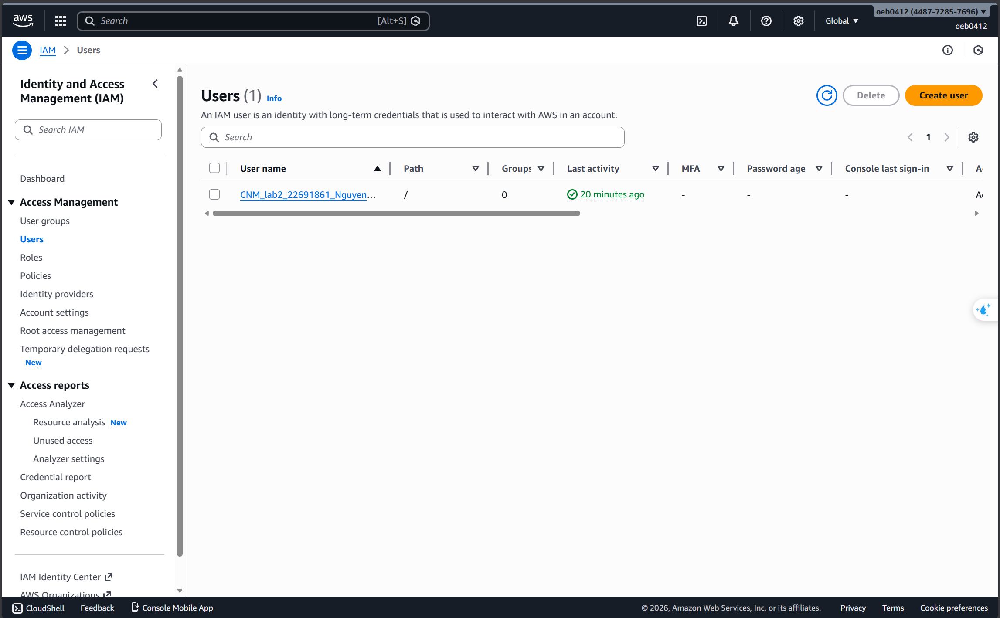 aws
Search [Alt+S]
Global
oeb0412 (4487-7285-7696)
oeb0412
IAM
Users
Identity and Access
Management (IAM)
Search IAM
Dashboard
Access Management
User groups
Users
Roles
Policies
Identity providers
Account settings
Root access management
Temporary delegation requests
New
Access reports
Access Analyzer
Resource analysis New
Unused access
Analyzer settings
Credential report
Organization activity
Service control policies
Resource control policies
IAM Identity Center
AWS Organizations
Users (1) Info
Delete
Create user
An IAM user is an identity with long-term credentials that is used to interact with AWS in an account.
Search
1
User name Path Groups Last activity MFA Password age Console last sign-in
CNM_lab2_22691861_Nguyen... / 0 20 minutes ago - - -
CloudShell Feedback Console Mobile App
© 2026, Amazon Web Services, Inc. or its affiliates. Privacy Terms Cookie preferences